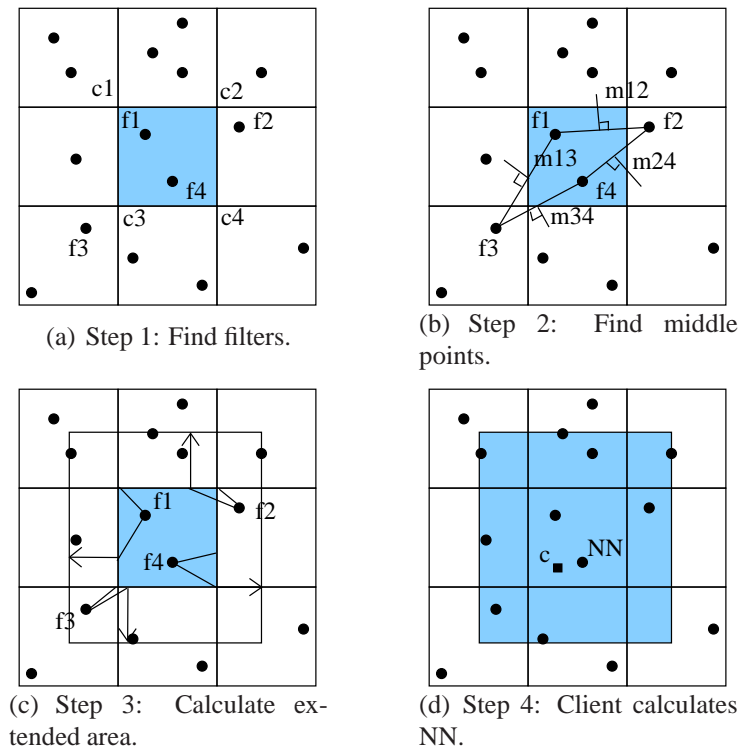 c1
c2
f1
f2
f4
c3
c4
f3
(a) Step 1: Find filters.
m12
f1
f2
m13
m24
f4
m34
f3
(b) Step 2: Find middle
points.
f1
f2
f4
f3
(c) Step 3: Calculate ex-
tended area.
NN
c
(d) Step 4: Client calculates
NN.